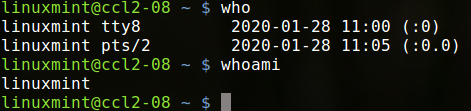 linuxmint@ccl2-08 ~ $ who
linuxmint tty8         2020-01-28 11:00 (:0)
linuxmint pts/2        2020-01-28 11:05 (:0.0)
linuxmint@ccl2-08 ~ $ whoami
linuxmint
linuxmint@ccl2-08 ~ $